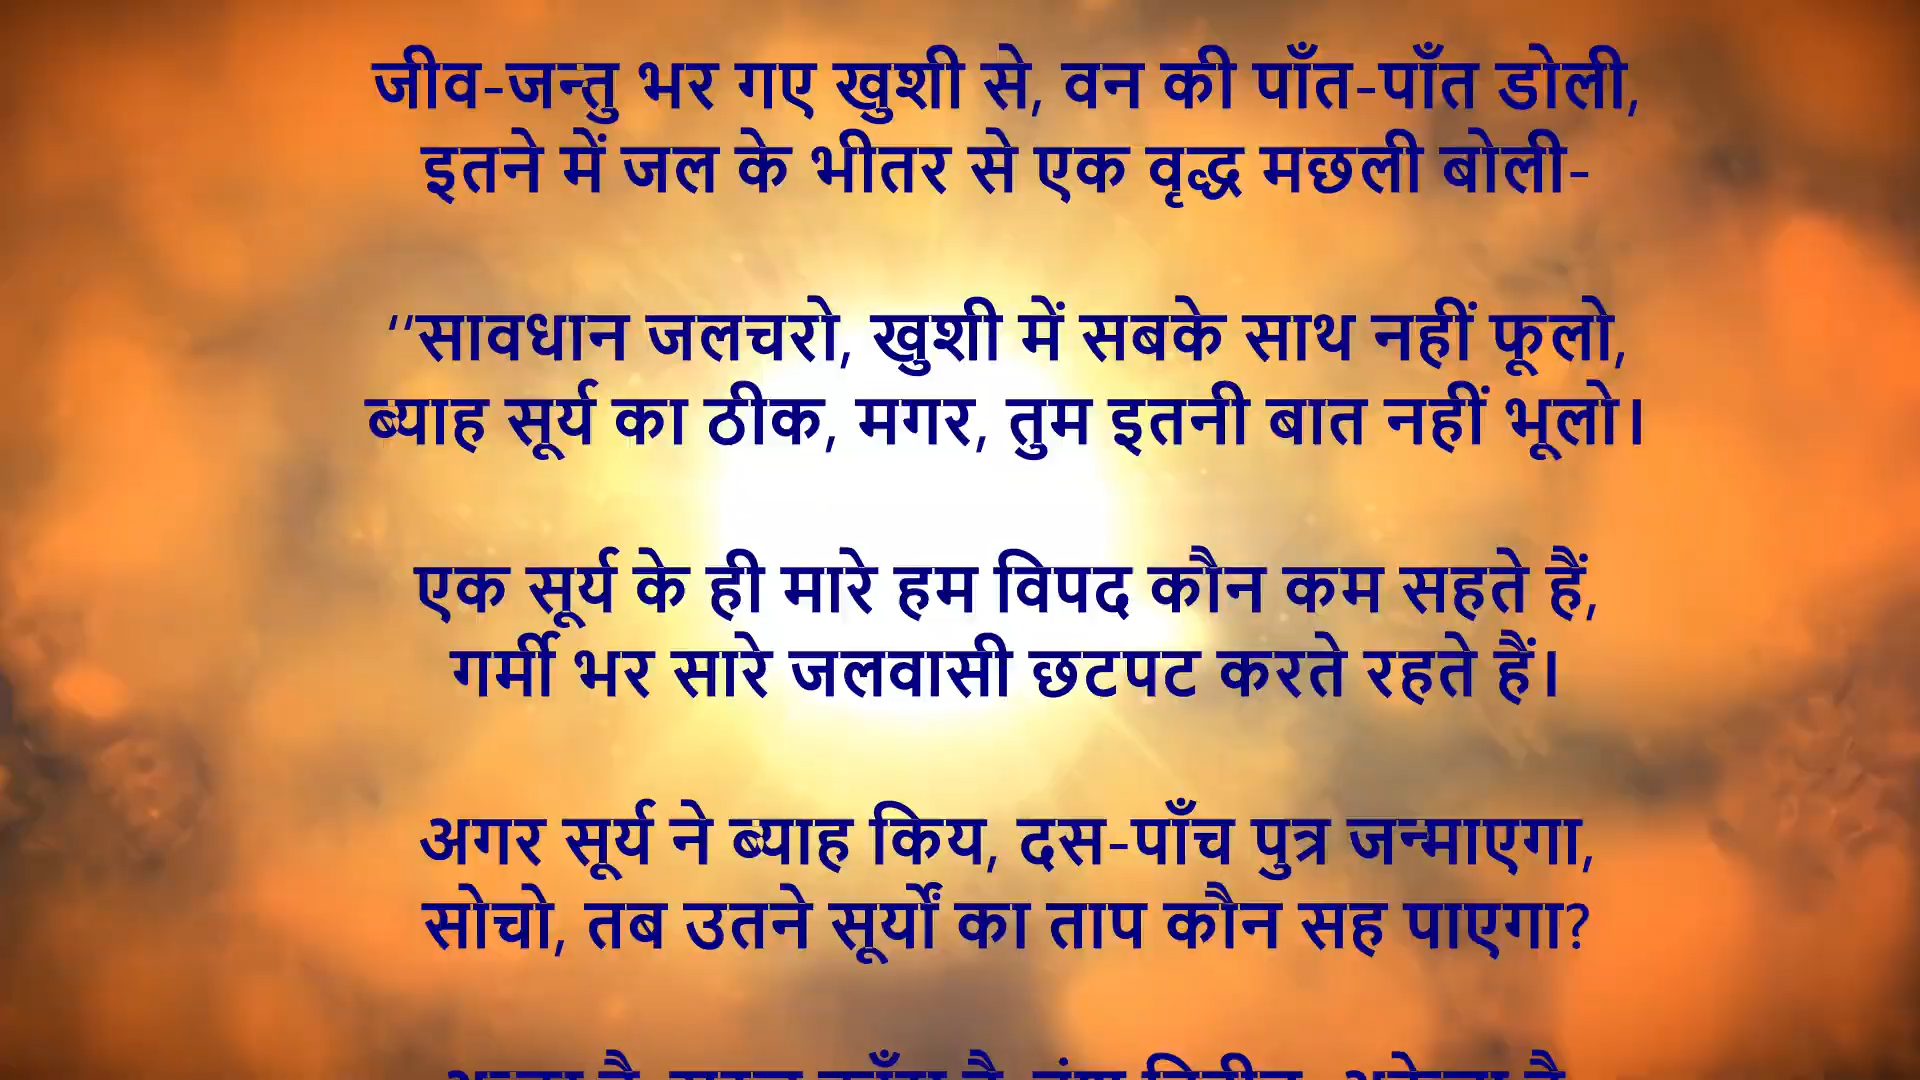 जीव-जन्तु भर गए खुशी से, वन की पाँत-पाँत डोली,
इतने में जल के भीतर से एक वृद्ध मछली बोली-
‘‘सावधान जलचरो, खुशी में सबके साथ नहीं फूलो,
ब्याह सूर्य का ठीक, मगर, तुम इतनी बात नहीं भूलो।
एक सूर्य के ही मारे हम विपद कौन कम सहते हैं,
गर्मी भर सारे जलवासी छटपट करते रहते हैं।
अगर सूर्य ने ब्याह किय, दस-पाँच पुत्र जन्माएगा,
सोचो, तब उतने सूर्यों का ताप कौन सह पाएगा?